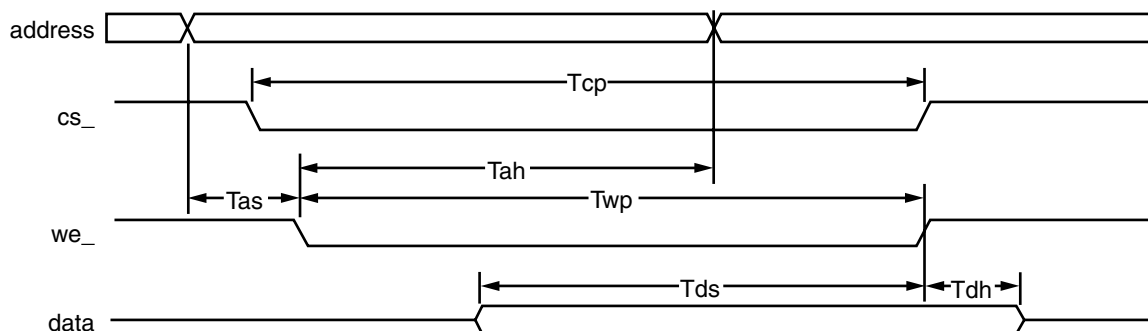 address
Tcp
cs_
Tah
Tas
Twp
we_
Tds
Tdh
data